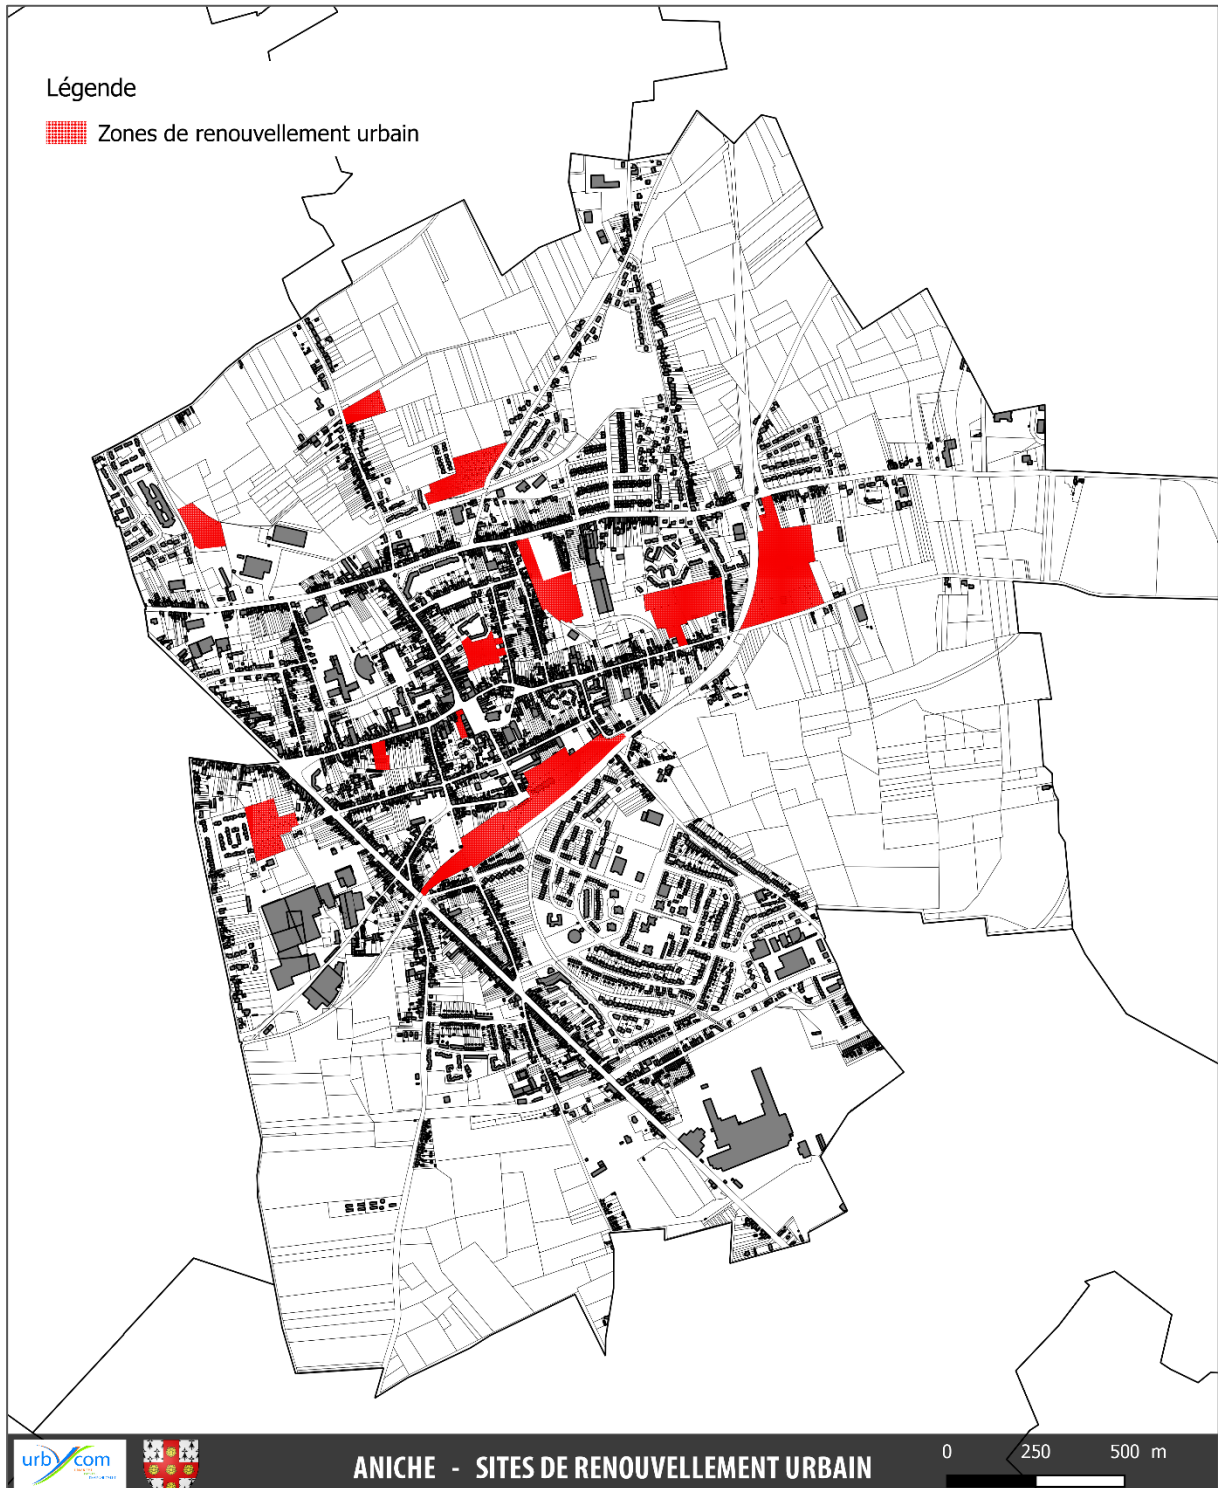 Légende
Zones de renouvellement urbain
urbycom
ANICHE - SITES DE RENOUVELLEMENT URBAIN
0 250 500 m